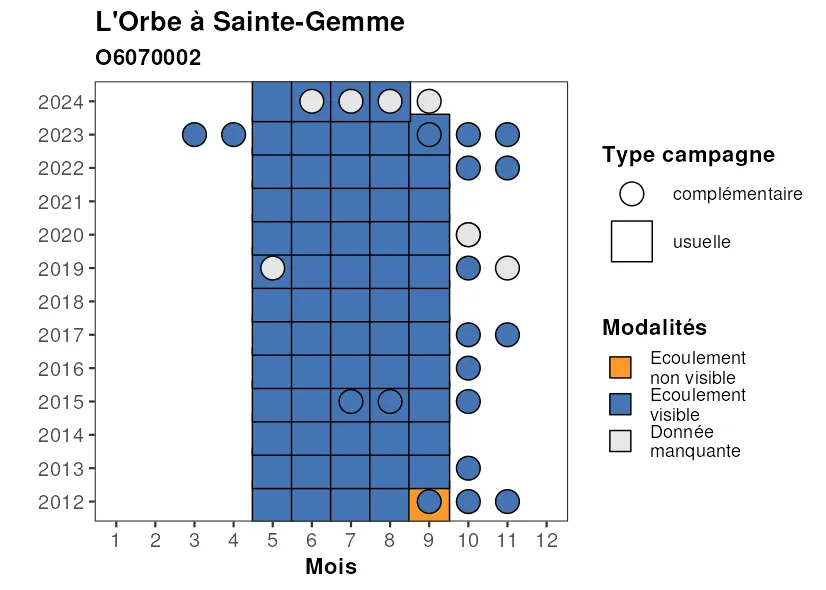 L'Orbe à Sainte-Gemme
O6070002
2024
2023
2022
2021
2020
2019
2018
2017
2016
2015
2014
2013
2012
1 2 3 4 5 6 7 8 9 10 11 12
Mois
Type campagne
complémentaire
usuelle
Modalités
Ecoulement
non visible
Ecoulement
visible
Donnée
manquante